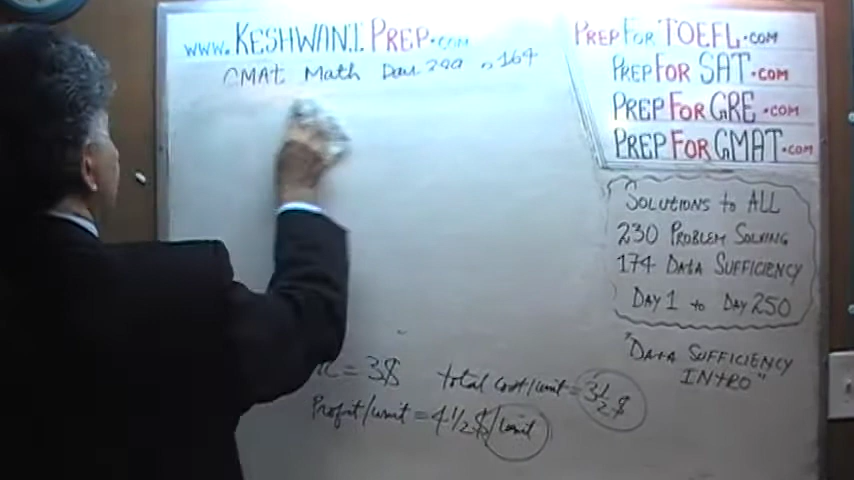 www.KESHWANI PREP.com
GMAT Math Day 299 p164
PREP FOR TOEFL.com
PREP FOR SAT.com
PREP FOR GRE.com
PREP FOR GMAT.com
SOLUTIONS to ALL
230 PROBLEM SOLVING
174 DATA SUFFICIENCY
DAY 1 to DAY 250
"DATA SUFFICIENCY
INTRO"
= 3$ total cost/unit = 3 1/2 $
Profit/unit = 4 1/2 $/unit